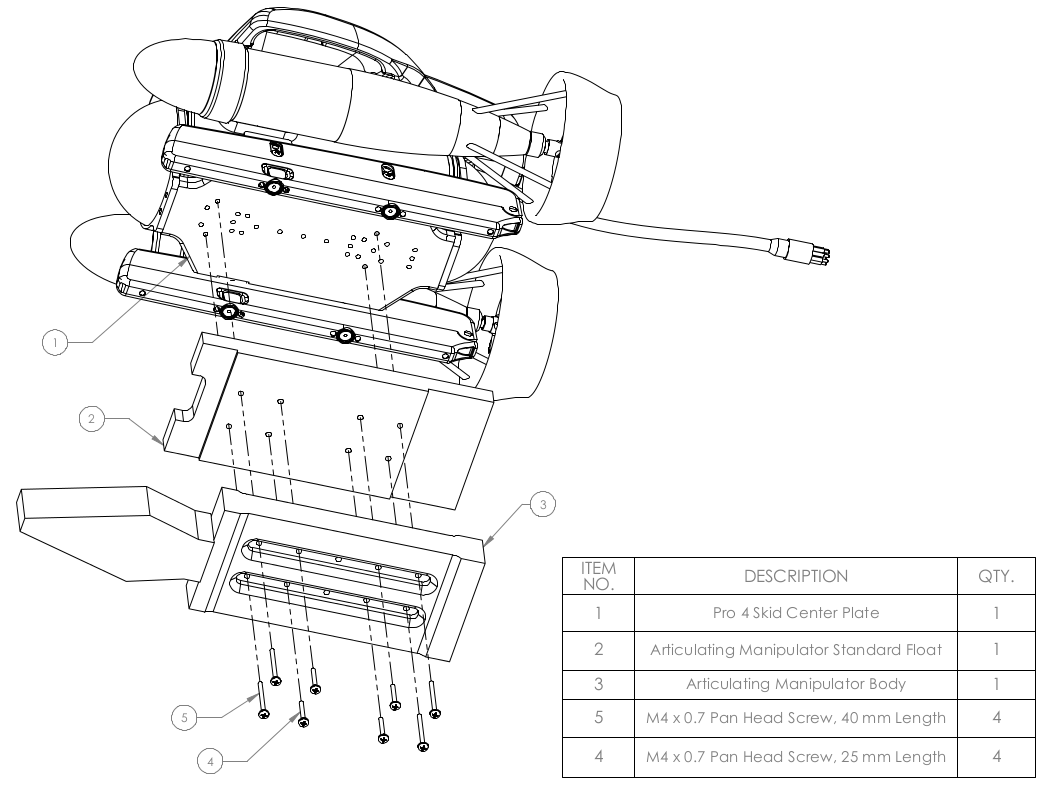 1
2
3
5
4
ITEM NO. DESCRIPTION QTY.
1 Pro 4 Skid Center Plate 1
2 Articulating Manipulator Standard Float 1
3 Articulating Manipulator Body 1
5 M4 x 0.7 Pan Head Screw, 40 mm Length 4
4 M4 x 0.7 Pan Head Screw, 25 mm Length 4